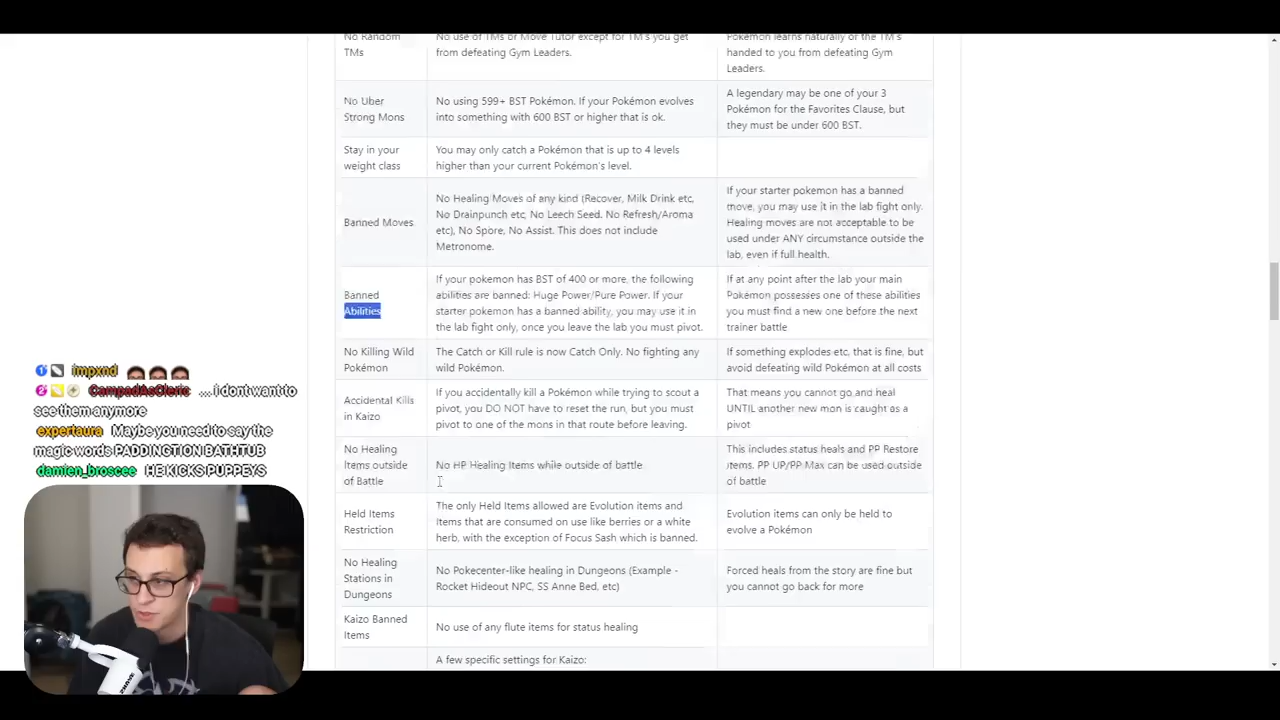 No Random
TMs
No use of TMs or Move Tutor except for TM's you get
from defeating Gym Leaders.
Pokémon learns naturally or the TM's
handed to you from defeating Gym
Leaders.
No Uber
Strong Mons
No using 599+ BST Pokémon. If your Pokémon evolves
into something with 600 BST or higher that is ok.
A legendary may be one of your 3
Pokémon for the Favorites Clause, but
they must be under 600 BST.
Stay in your
weight class
You may only catch a Pokémon that is up to 4 levels
higher than your current Pokémon's level.
Banned Moves
No Healing Moves of any kind (Recover, Milk Drink etc,
No Drainpunch etc, No Leech Seed. No Refresh/Aroma
etc), No Spore, No Assist. This does not include
Metronome.
If your starter pokemon has a banned
move, you may use it in the lab fight only.
Healing moves are not acceptable to be
used under ANY circumstance outside the
lab, even if full health.
Banned
Abilities
If your pokemon has BST of 400 or more, the following
abilities are banned: Huge Power/Pure Power. If your
starter pokemon has a banned ability, you may use it in
the lab fight only, once you leave the lab you must pivot.
If at any point after the lab your main
Pokémon possesses one of these abilities
you must find a new one before the next
trainer battle
No Killing Wild
Pokémon
The Catch or Kill rule is now Catch Only. No fighting any
wild Pokémon.
If something explodes etc, that is fine, but
avoid defeating wild Pokémon at all costs
Accidental Kills
in Kaizo
If you accidentally kill a Pokémon while trying to scout a
pivot, you DO NOT have to reset the run, but you must
pivot to one of the mons in that route before leaving.
That means you cannot go and heal
UNTIL another new mon is caught as a
pivot
No Healing
Items outside
of Battle
No HP Healing Items while outside of battle
This includes status heals and PP Restore
items. PP UP/PP Max can be used outside
of battle
Held Items
Restriction
The only Held Items allowed are Evolution items and
Items that are consumed on use like berries or a white
herb, with the exception of Focus Sash which is banned.
Evolution items can only be held to
evolve a Pokémon
No Healing
Stations in
Dungeons
No Pokecenter-like healing in Dungeons (Example -
Rocket Hideout NPC, SS Anne Bed, etc)
Forced heals from the story are fine but
you cannot go back for more
Kaizo Banned
Items
No use of any flute items for status healing
A few specific settings for Kaizo:
impxnd
CampadAsCleric ... i dont want to
see them anymore
expertaura Maybe you need to say the
magic words PADDINGTION BATHTUB
damien_broscee HE KICKS PUPPEYS